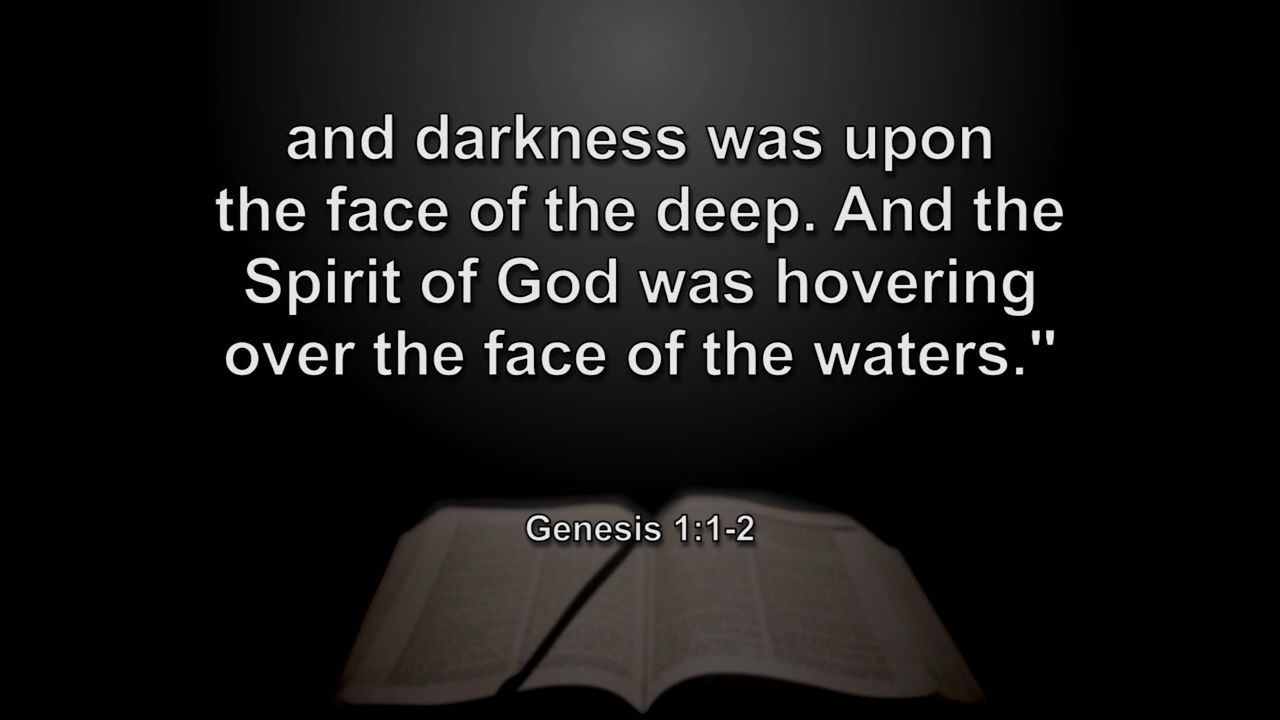 and darkness was upon
the face of the deep. And the
Spirit of God was hovering
over the face of the waters."
Genesis 1:1-2